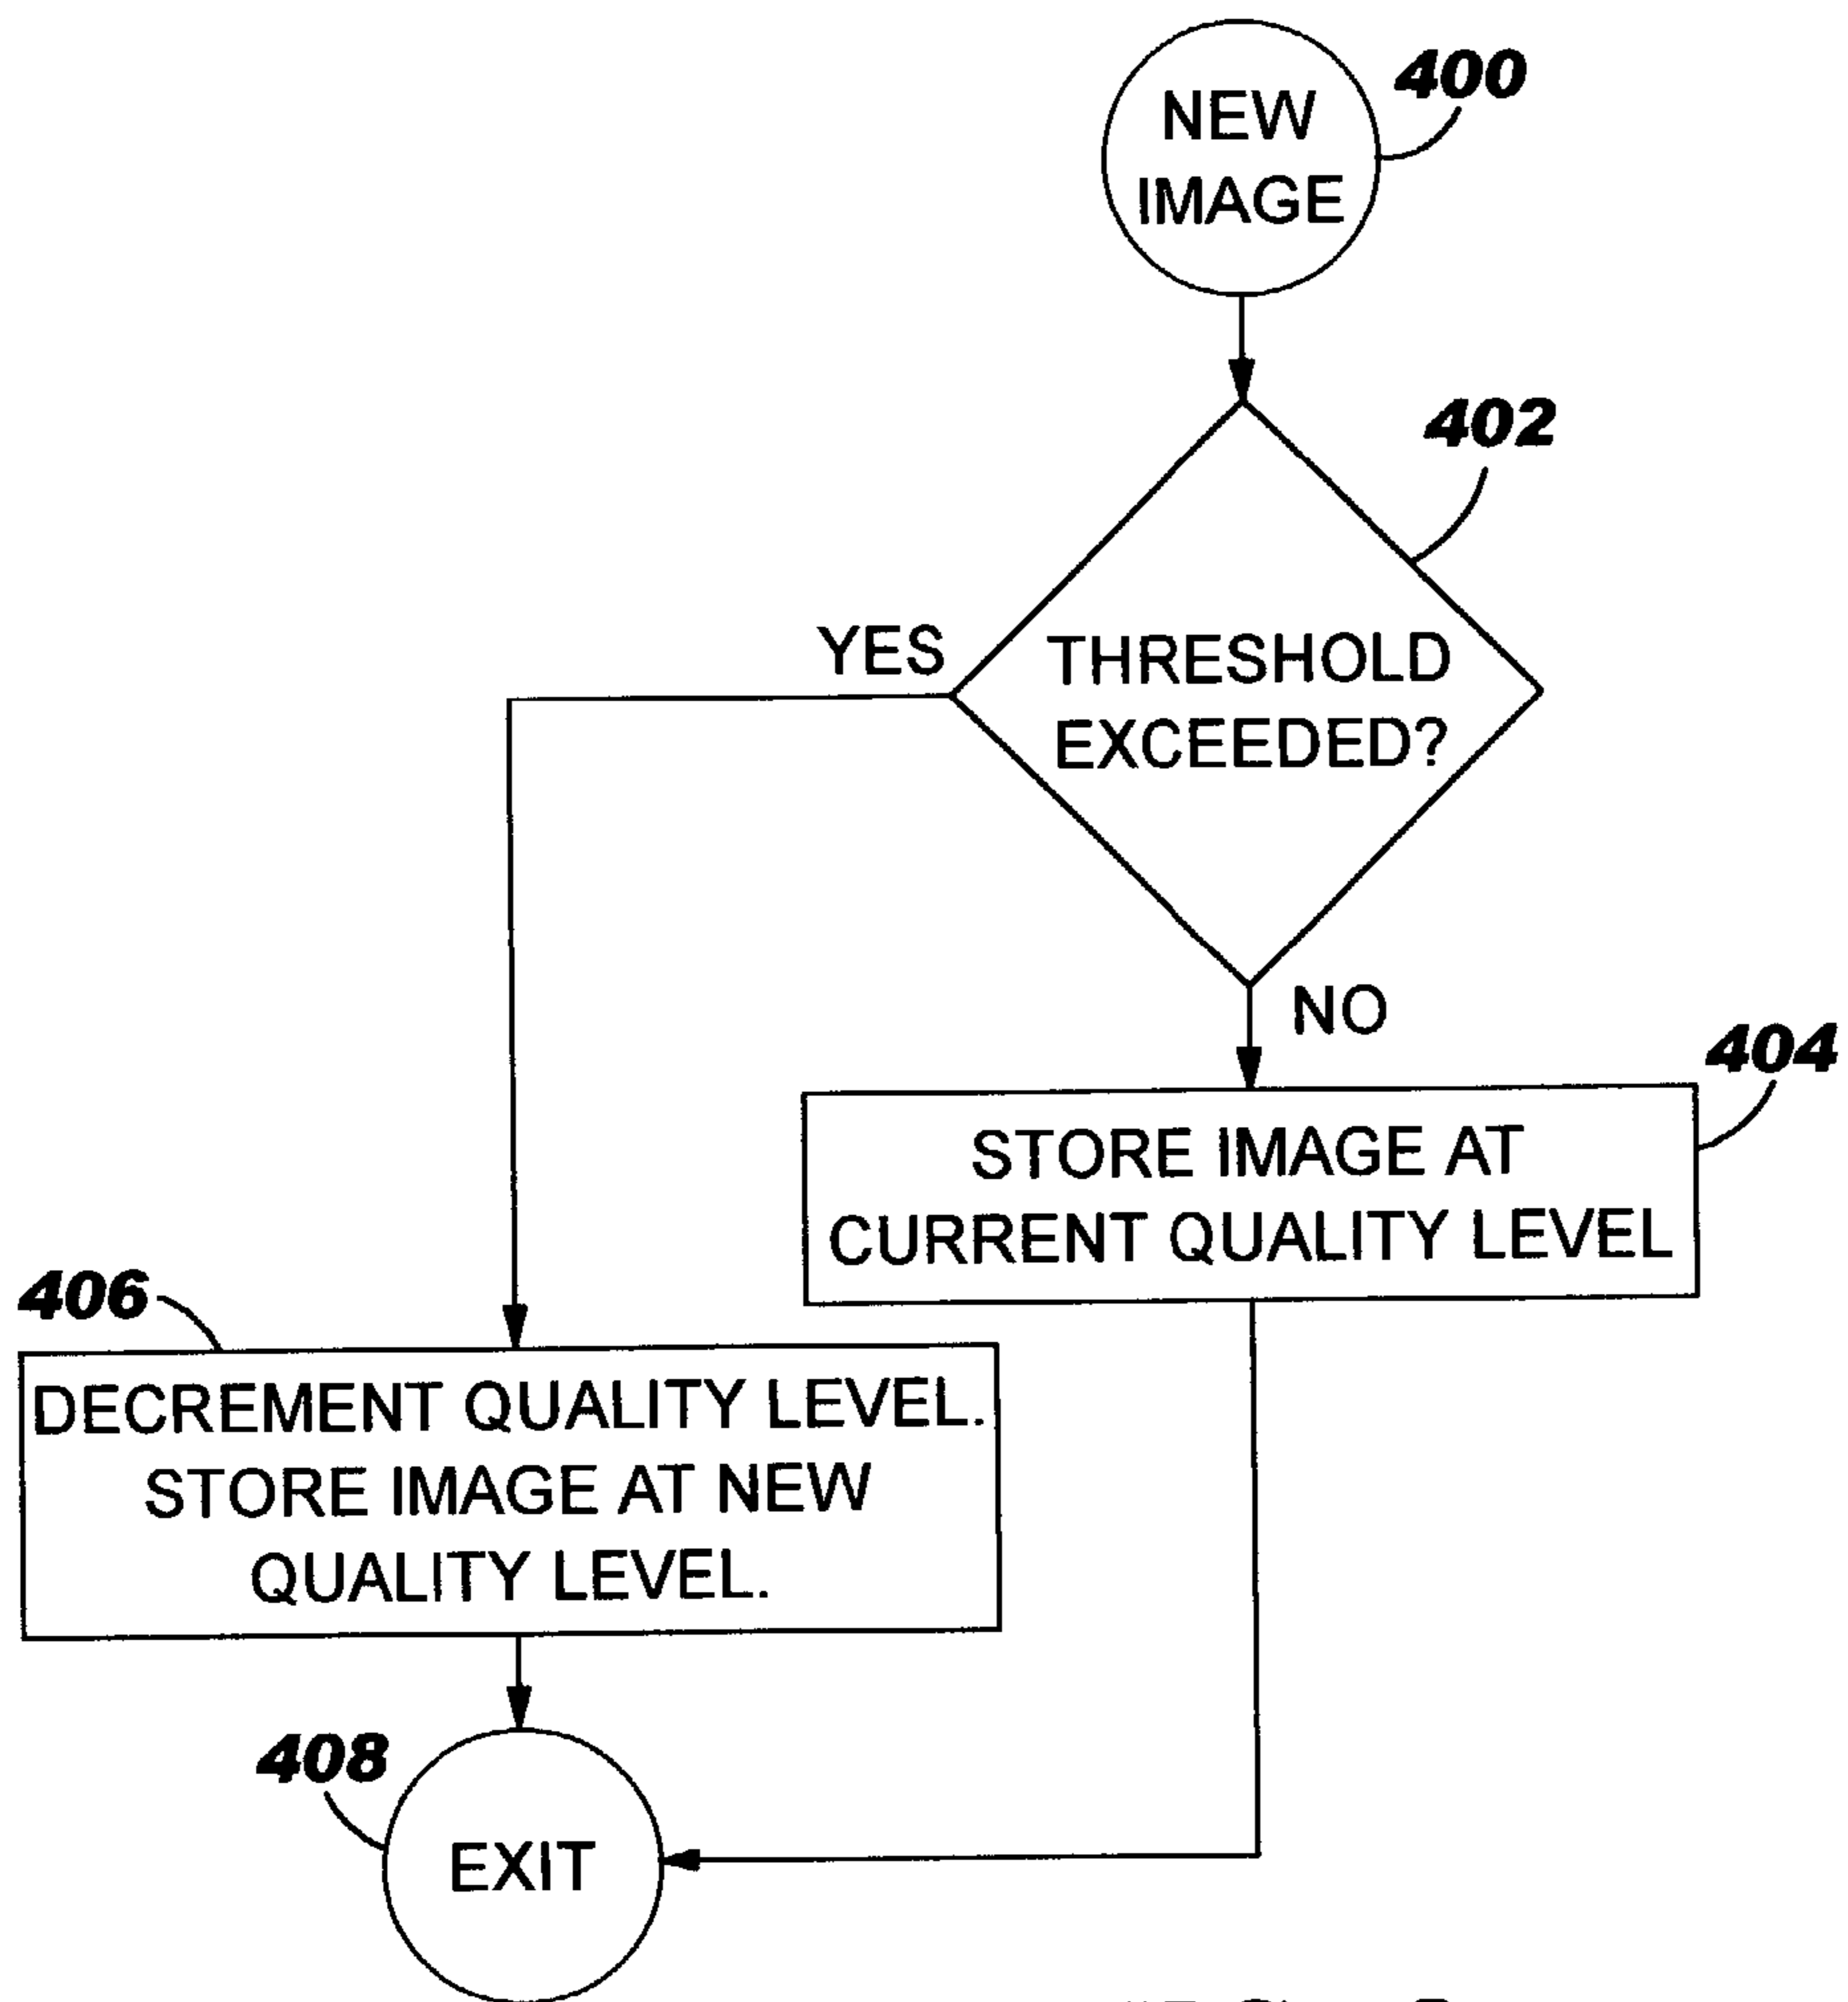 NEW
IMAGE
400
402
THRESHOLD
EXCEEDED?
YES
NO
404
STORE IMAGE AT
CURRENT QUALITY LEVEL
406
DECREMENT QUALITY LEVEL.
STORE IMAGE AT NEW
QUALITY LEVEL.
408
EXIT